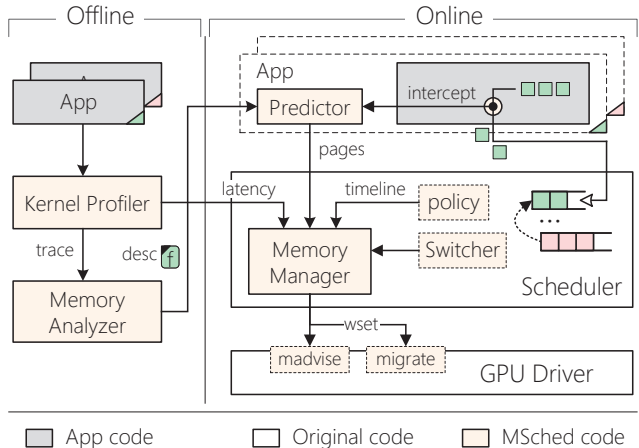 Offline
Online
App
App
intercept
Predictor
pages
Kernel Profiler
latency
timeline
policy
trace
desc f
Memory
Manager
Switcher
...
Memory
Analyzer
Scheduler
wset
madvise
migrate
GPU Driver
App code
Original code
MSched code